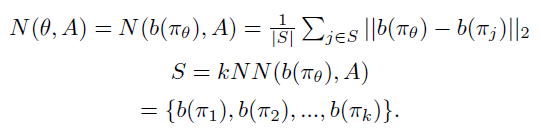 N(θ, A) = N(b(π_θ), A) = 1/|S| ∑_{j∈S} ||b(π_θ) − b(π_j)||_2
S = kNN(b(π_θ), A)
= {b(π_1), b(π_2), ..., b(π_k)}.